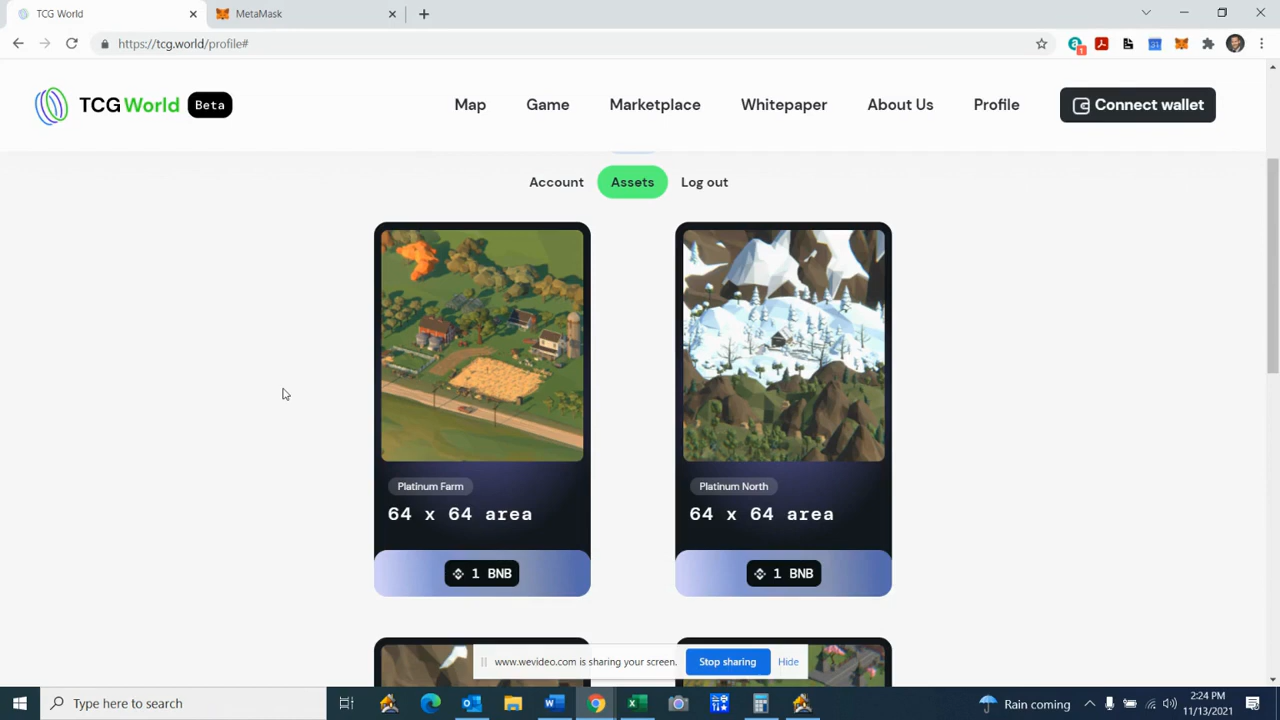 TCG World
MetaMask
https://tcg.world/profile#
1
TCG World Beta
Map Game Marketplace Whitepaper About Us Profile Connect wallet
Account Assets Log out
Platinum Farm
64 x 64 area
1 BNB
Platinum North
64 x 64 area
1 BNB
www.wevideo.com is sharing your screen. Stop sharing Hide
Type here to search
Rain coming
2:24 PM
11/13/2021